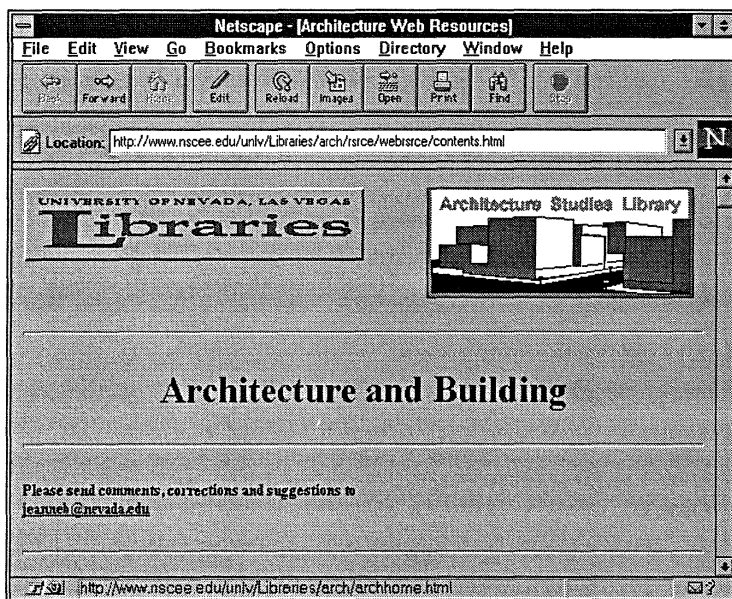 Netscape - [Architecture Web Resources]
File Edit View Go Bookmarks Options Directory Window Help
Back Forward Home Edit Reload Images Open Print Find Stop
Location: http://www.nscee.edu/unlv/Libraries/arch/rsrce/webrsrce/contents.html
N
UNIVERSITY OF NEVADA, LAS VEGAS
Libraries
Architecture Studies Library
Architecture and Building
Please send comments, corrections and suggestions to
jeanneb@nevada.edu
http://www.nscee.edu/unlv/Libraries/arch/archhome.html